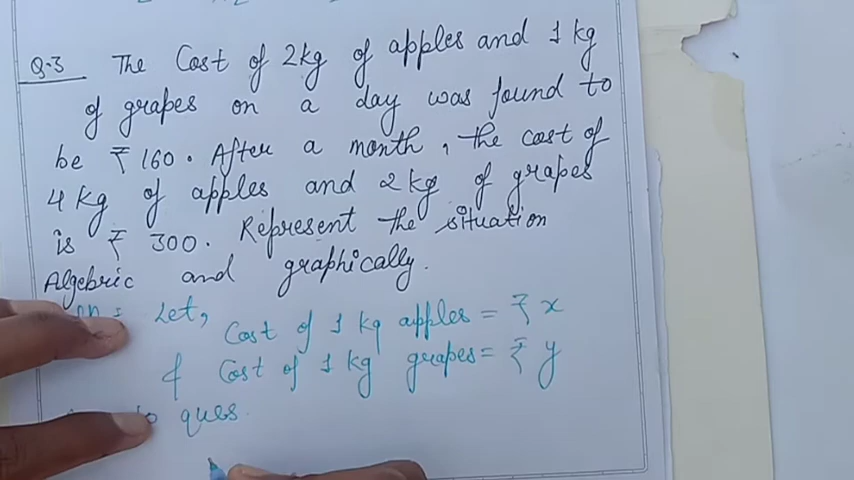 Q-3 The Cost of 2kg of apples and 1 kg
of grapes on a day was found to
be ₹ 160. After a month, the cost of
4 kg of apples and 2 kg of grapes
is ₹ 300. Represent the situation
Algebric and graphically.
Let,
Cost of 1 kg apples = ₹ x
& Cost of 1 kg grapes = ₹ y
to ques.